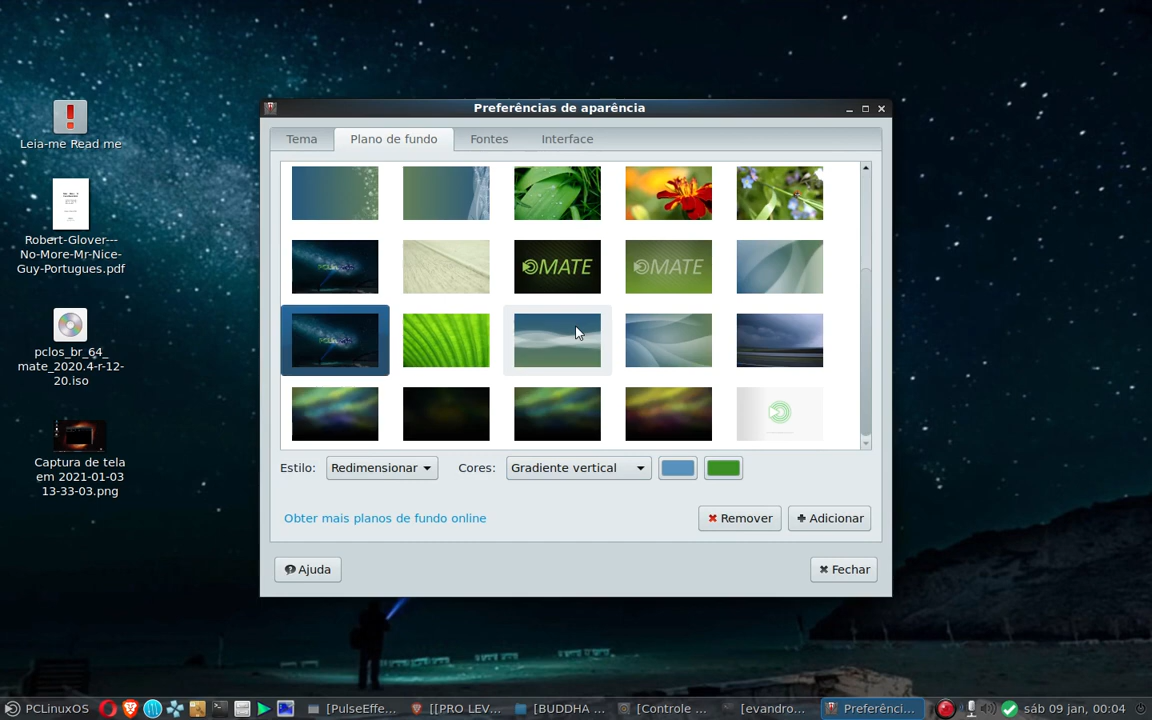 Preferências de aparência
Tema
Plano de fundo
Fontes
Interface
Leia-me Read me
Robert-Glover---
No-More-Mr-Nice-
Guy-Portugues.pdf
pclos_br_64_
mate_2020.4-r-12-
20.iso
Captura de tela
em 2021-01-03
13-33-03.png
MATE
MATE
Estilo:
Redimensionar
Cores:
Gradiente vertical
Obter mais planos de fundo online
Remover
Adicionar
Ajuda
Fechar
PCLinuxOS
[PulseEffe...
[[PRO LEV...
[BUDDHA ...
[Controle ...
[evandro...
Preferênci...
sáb 09 jan, 00:04